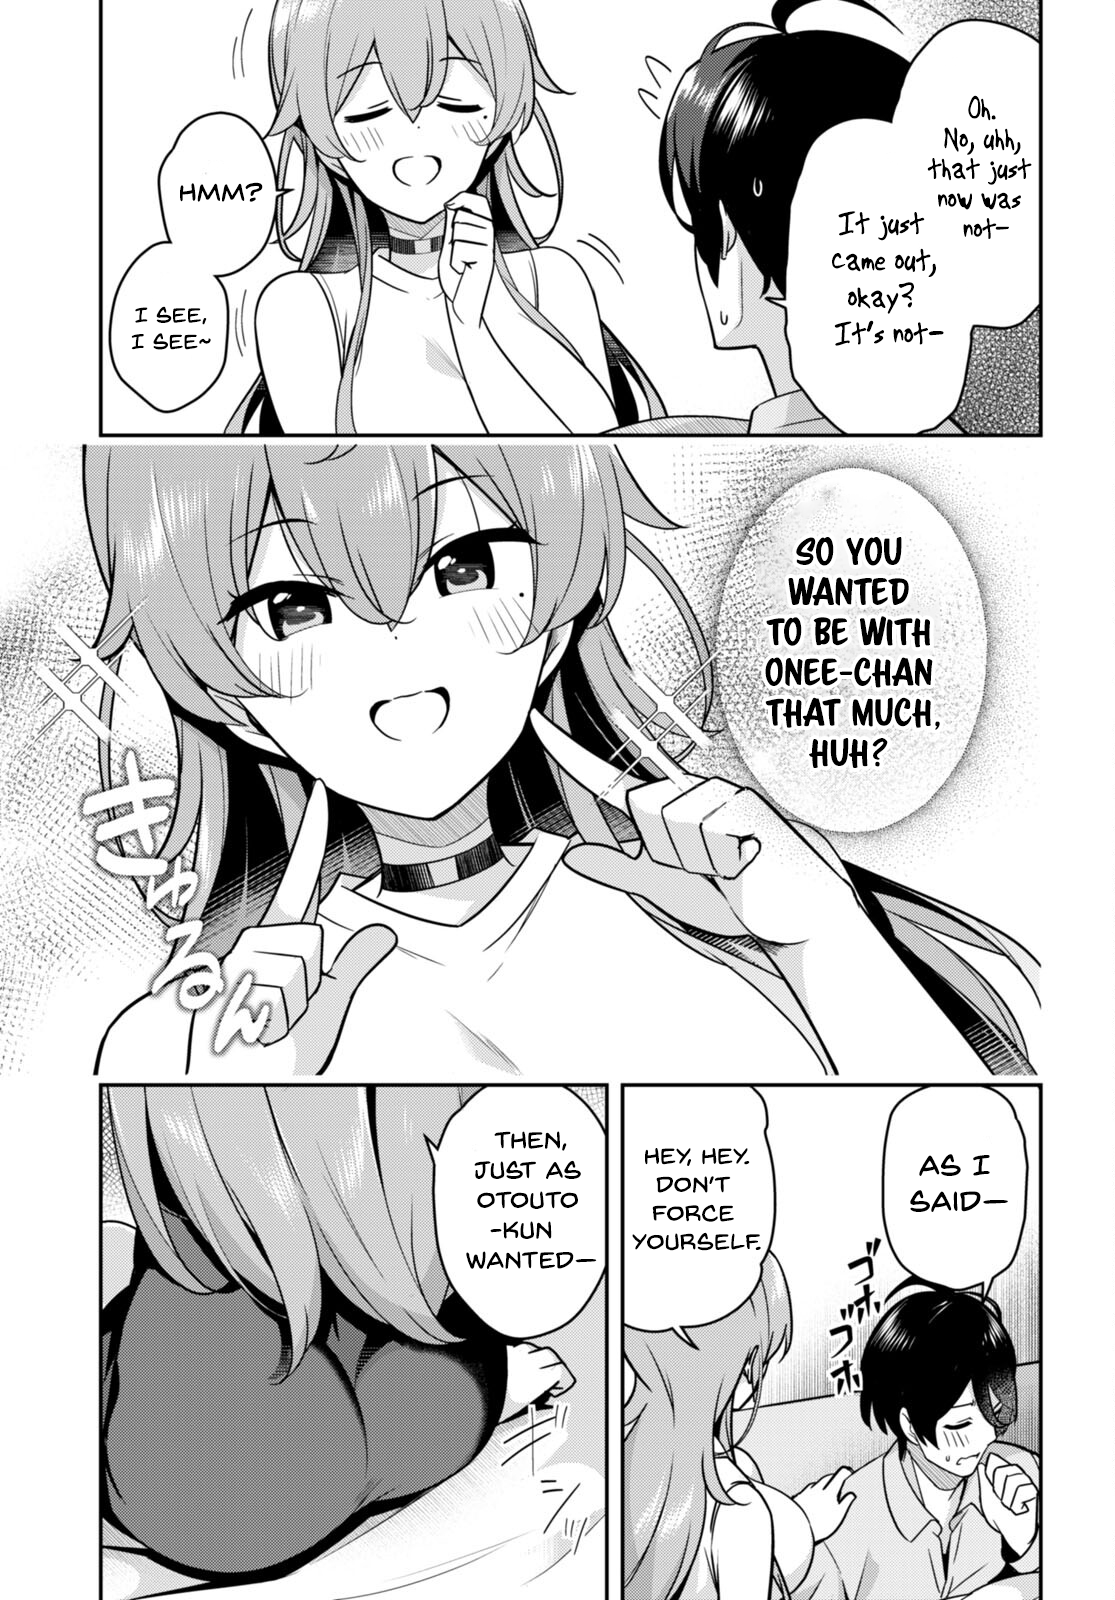 Oh.
No, uhh,
that just
now was
not—
It just
came out,
okay?
It's not—
HMM?
I SEE,
I SEE~
SO YOU
WANTED
TO BE WITH
ONEE-CHAN
THAT MUCH,
HUH?
きゅるん
AS I
SAID—
ゴホ
ゴホ
HEY, HEY.
DON'T
FORCE
YOURSELF.
THEN,
JUST AS
OTOUTO
-KUN
WANTED—